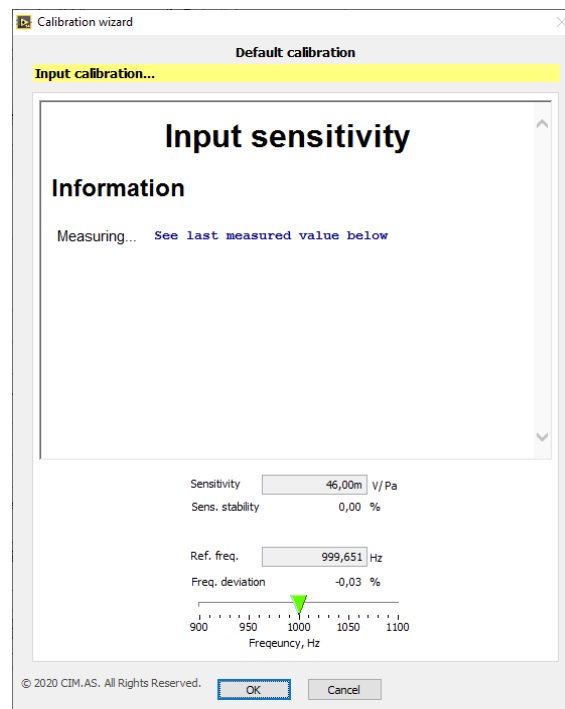 Calibration wizard
Default calibration
Input calibration...
Input sensitivity
Information
Measuring... See last measured value below
Sensitivity 46,00m V/Pa
Sens. stability 0,00 %
Ref. freq. 999,651 Hz
Freq. deviation -0,03 %
900 950 1000 1050 1100
Freqeuncy, Hz
© 2020 CIM.AS. All Rights Reserved. OK Cancel